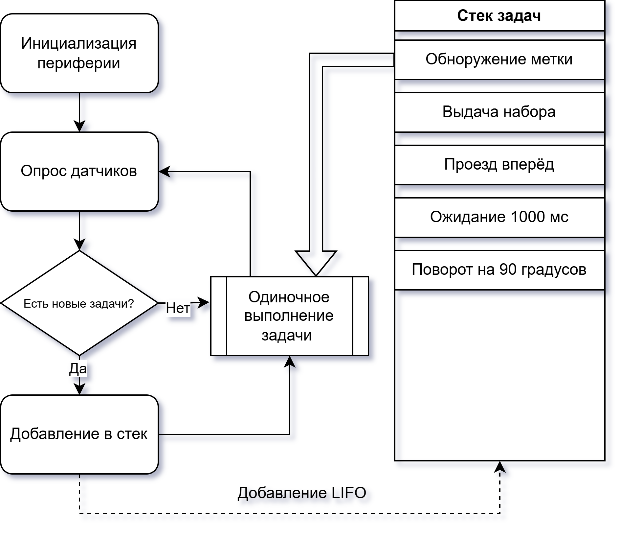 Инициализация
периферии
Опрос датчиков
Есть новые задачи?
Нет
Да
Добавление в стек
Одиночное
выполнение
задачи
Добавление LIFO
Стек задач
Обноружение метки
Выдача набора
Проезд вперёд
Ожидание 1000 мс
Поворот на 90 градусов